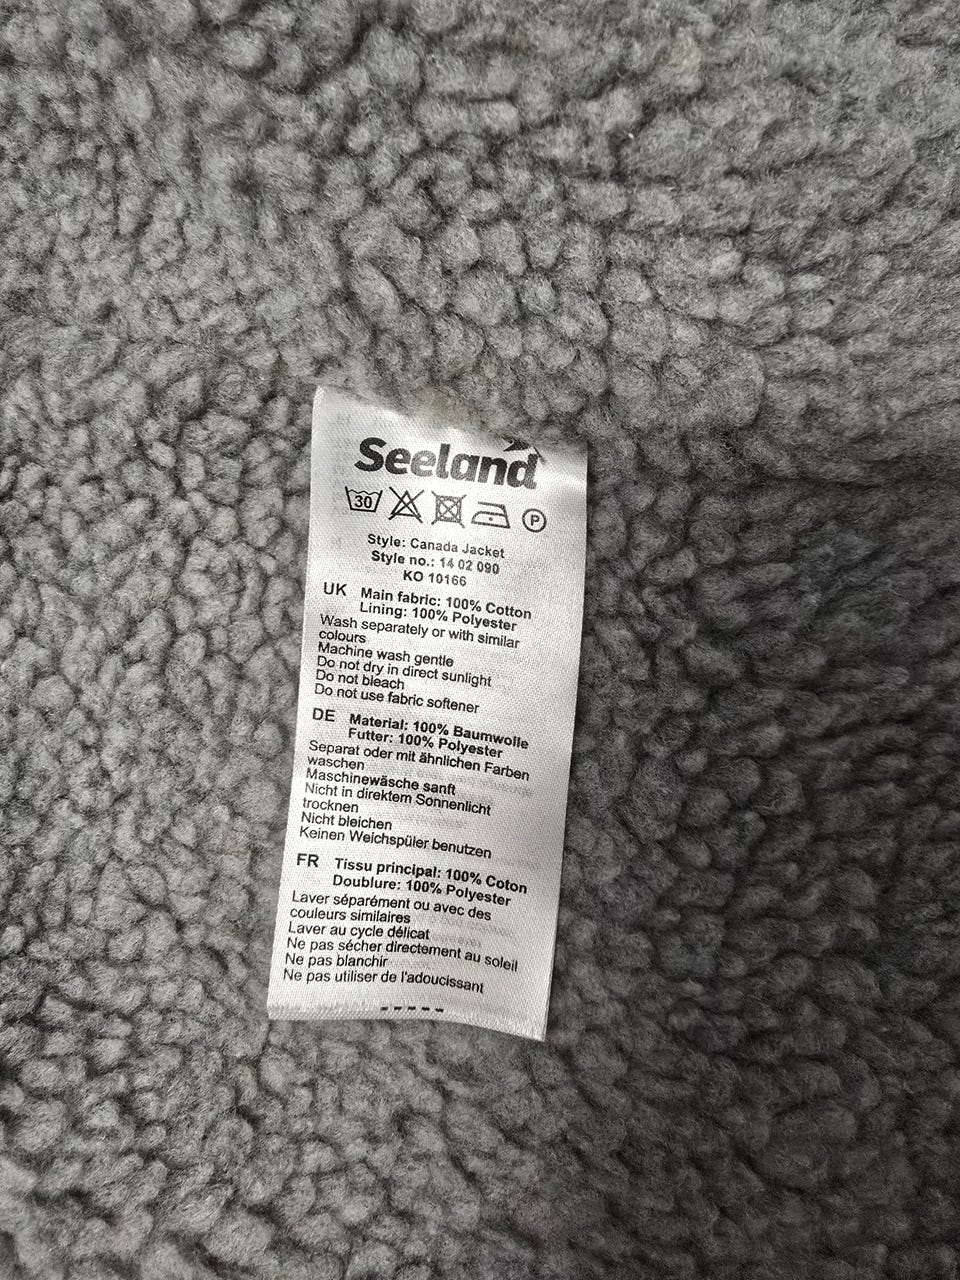 Seeland
30 P
Style: Canada Jacket
Style no.: 14 02 090
KO 10166
UK Main fabric: 100% Cotton
Lining: 100% Polyester
Wash separately or with similar
colours
Machine wash gentle
Do not dry in direct sunlight
Do not bleach
Do not use fabric softener
DE Material: 100% Baumwolle
Futter: 100% Polyester
Separat oder mit ähnlichen Farben
waschen
Maschinewäsche sanft
Nicht in direktem Sonnenlicht
trocknen
Nicht bleichen
Keinen Weichspüler benutzen
FR Tissu principal: 100% Coton
Doublure: 100% Polyester
Laver séparément ou avec des
couleurs similaires
Laver au cycle délicat
Ne pas sécher directement au soleil
Ne pas blanchir
Ne pas utiliser de l'adoucissant